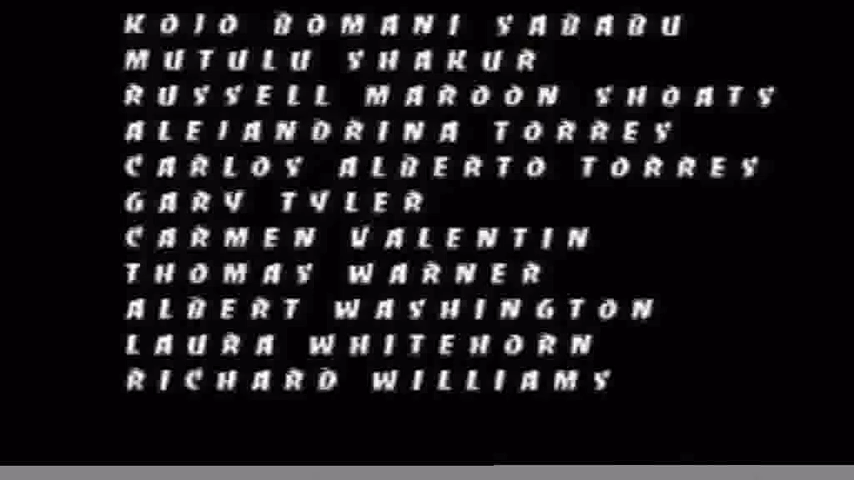 KOJO BOMANI SABABU
MUTULU SHAKUR
RUSSELL MAROON SHOATS
ALEJANDRINA TORRES
CARLOS ALBERTO TORRES
GARY TYLER
CARMEN VALENTIN
THOMAS WARNER
ALBERT WASHINGTON
LAURA WHITEHORN
RICHARD WILLIAMS